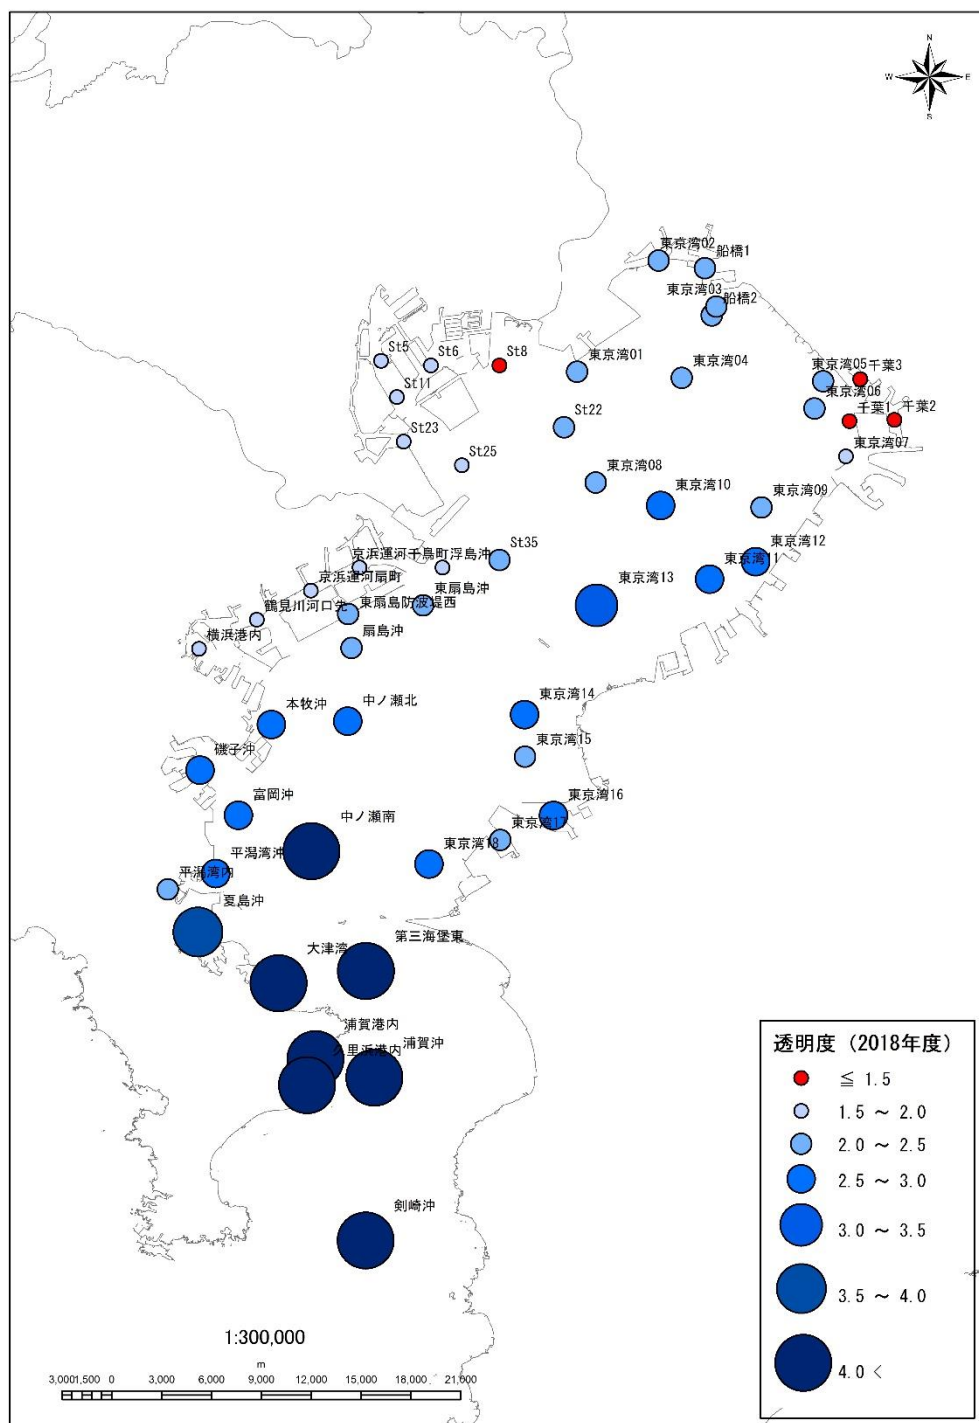 N
W
E
S
東京湾02
船橋1
東京湾03
船橋2
St5
St6
St8
東京湾01
東京湾04
東京湾05
千葉3
東京湾06
St11
千葉1
千葉2
St22
St23
東京湾07
St25
東京湾08
東京湾10
東京湾09
東京湾12
St35
京浜運河千鳥町
浮島沖
東京湾11
京浜運河扇町
東扇島沖
東京湾13
鶴見川河口先
東扇島防波堤西
横浜港内
扇島沖
本牧沖
中ノ瀬北
東京湾14
磯子沖
東京湾15
富岡沖
東京湾16
中ノ瀬南
東京湾17
平潟湾沖
東京湾18
平潟湾内
夏島沖
大津湾
第三海堡東
浦賀港内
浦賀沖
久里浜港内
剣崎沖
透明度 (2018年度)
≦ 1.5
1.5 ～ 2.0
2.0 ～ 2.5
2.5 ～ 3.0
3.0 ～ 3.5
3.5 ～ 4.0
4.0 <
1:300,000
m
3,000 1,500 0 3,000 6,000 9,000 12,000 15,000 18,000 21,000